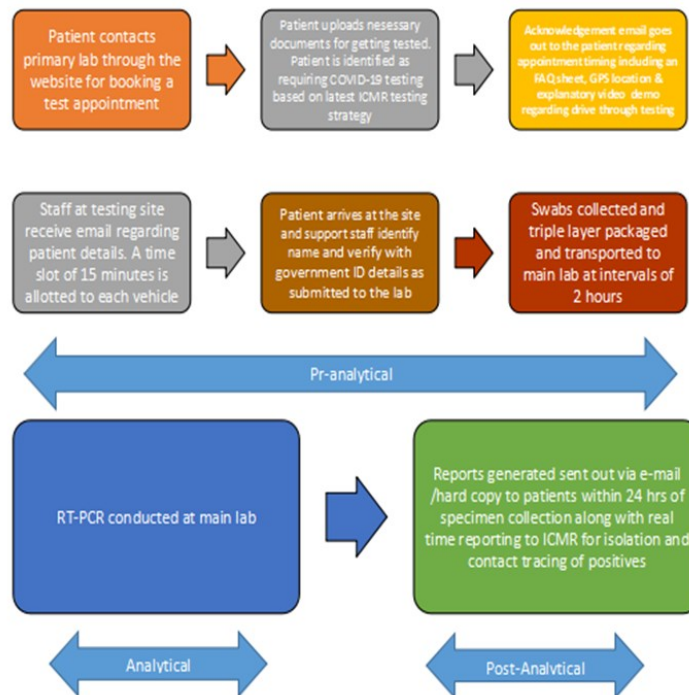 Patient contacts
primary lab through the
website for booking a
test appointment
Patient uploads nesessary
documents for getting tested.
Patient is identified as
requiring COVID-19 testing
based on latest ICMR testing
strategy
Acknowledgement email goes
out to the patient regarding
appointment timing including an
FAQ sheet, GPS location &
explanatory video demo
regarding drive through testing
Staff at testing site
receive email regarding
patient details. A time
slot of 15 minutes is
allotted to each vehicle
Patient arrives at the site
and support staff identify
name and verify with
government ID details as
submitted to the lab
Swabs collected and
triple layer packaged
and transported to
main lab at intervals of
2 hours
Pr-analytical
RT-PCR conducted at main lab
Reports generated sent out via e-mail
/hard copy to patients within 24 hrs of
specimen collection along with real
time reporting to ICMR for isolation and
contact tracing of positives
Analytical
Post-Analytical